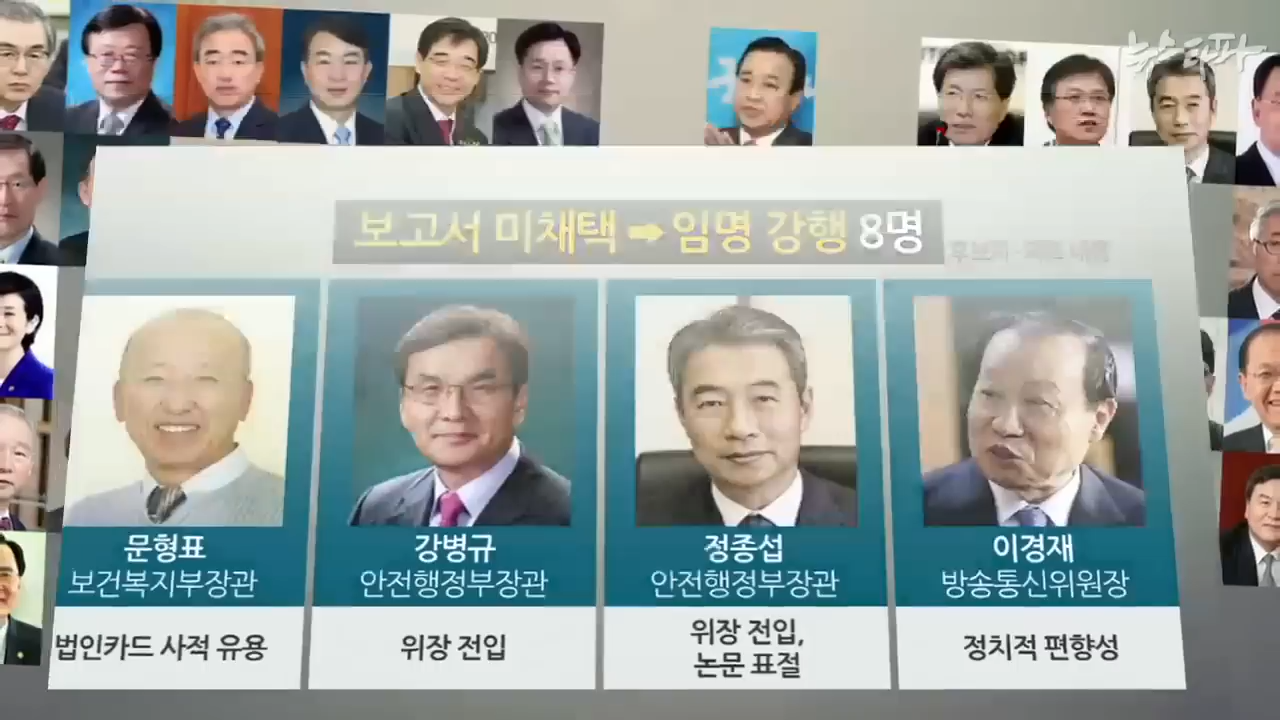 뉴스타파
보고서 미채택 ➡ 임명 강행 8명
문형표
보건복지부장관
법인카드 사적 유용
강병규
안전행정부장관
위장 전입
정종섭
안전행정부장관
위장 전입,
논문 표절
이경재
방송통신위원장
정치적 편향성